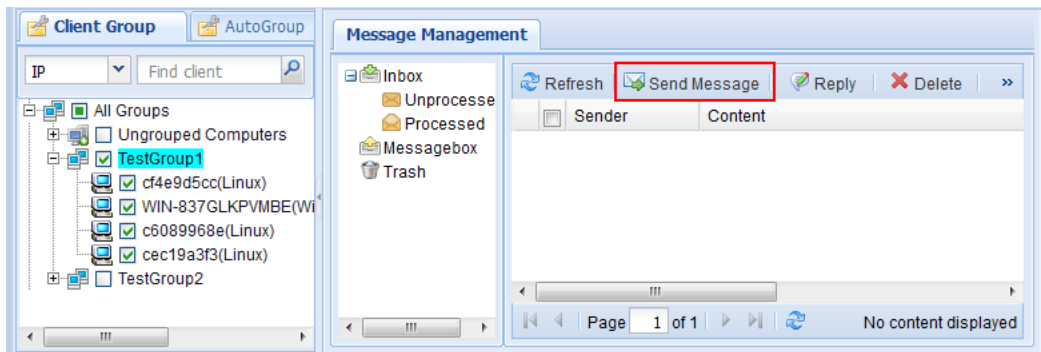 Client Group
AutoGroup
IP
Find client
All Groups
Ungrouped Computers
TestGroup1
cf4e9d5cc(Linux)
WIN-837GLKPVMBE(Wi
c6089968e(Linux)
cec19a3f3(Linux)
TestGroup2
Message Management
Inbox
Unprocesse
Processed
Messagebox
Trash
Refresh Send Message Reply Delete »
Sender Content
Page 1 of 1 No content displayed